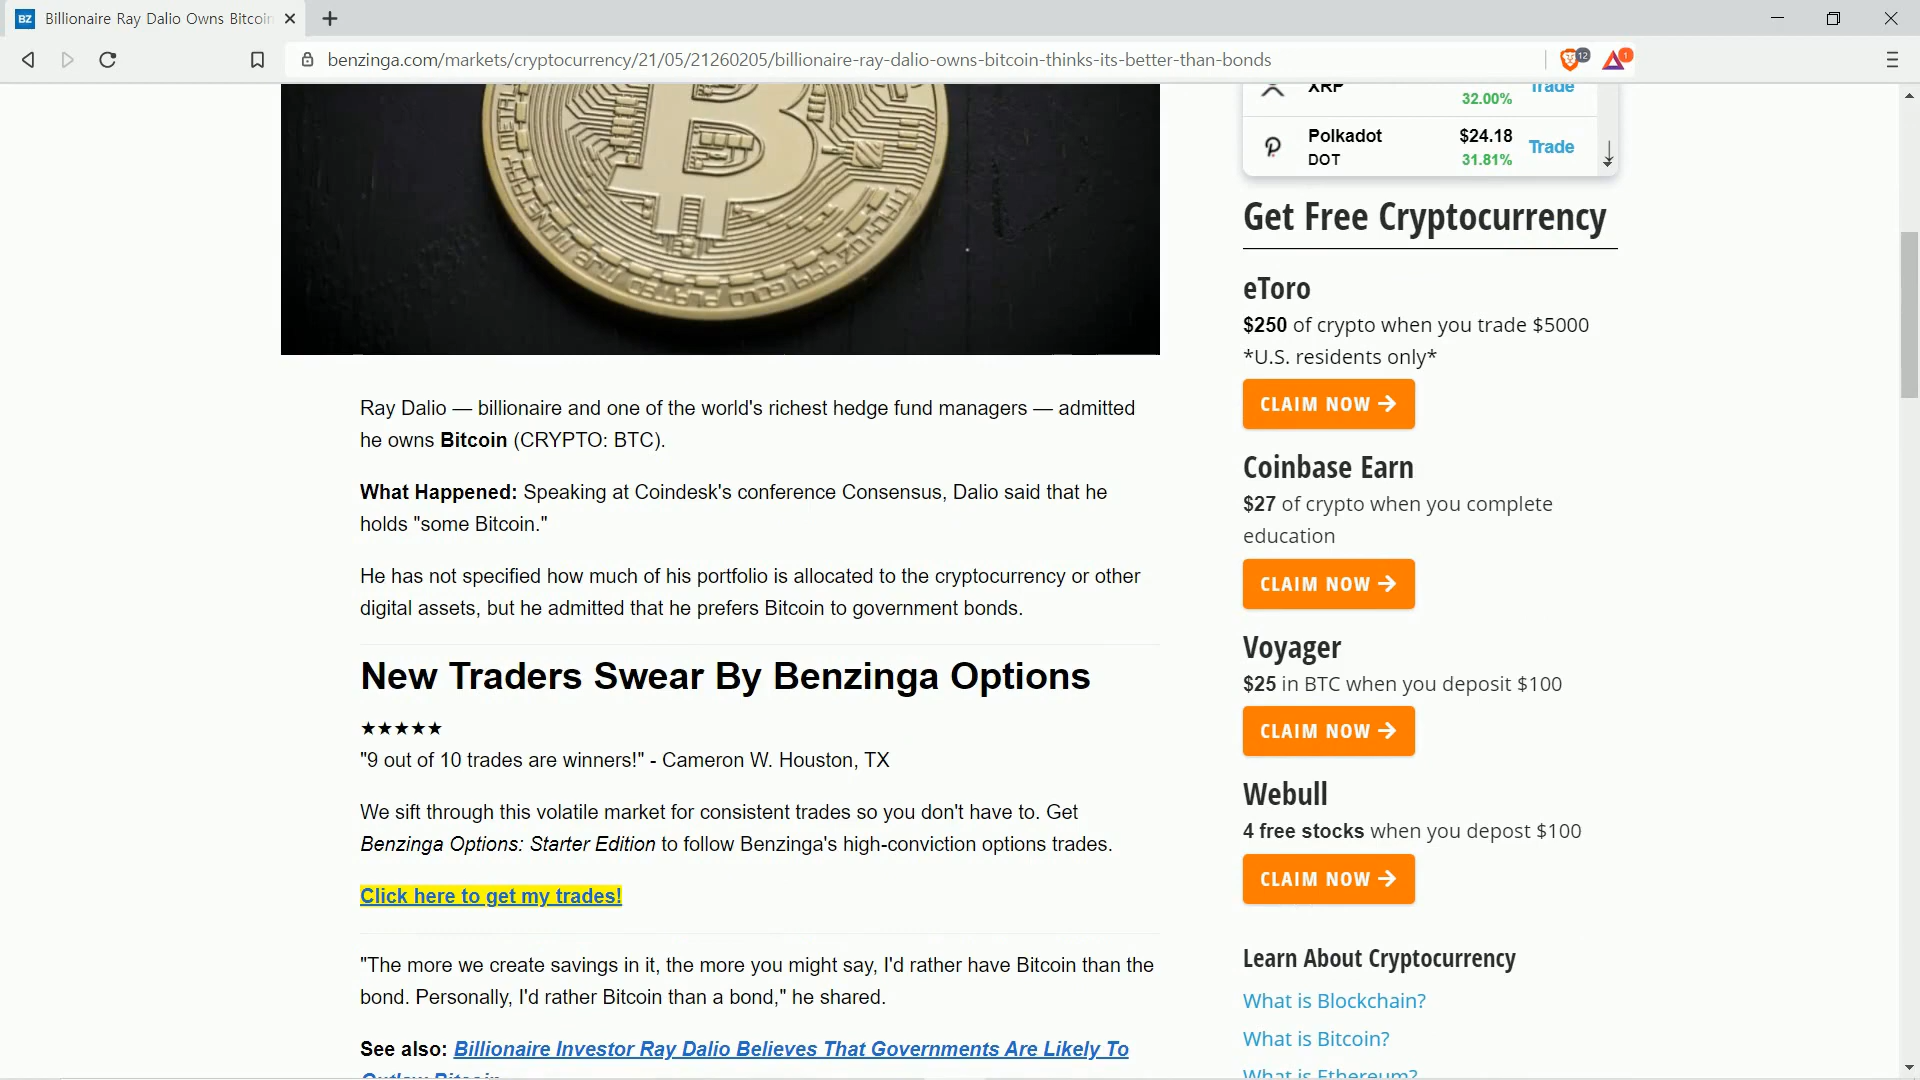 BZ Billionaire Ray Dalio Owns Bitcoin
benzinga.com/markets/cryptocurrency/21/05/21260205/billionaire-ray-dalio-owns-bitcoin-thinks-its-better-than-bonds
12
1
XRP
32.00%
Trade
Polkadot
DOT
$24.18
31.81%
Trade
Ray Dalio — billionaire and one of the world's richest hedge fund managers — admitted
he owns Bitcoin (CRYPTO: BTC).
What Happened: Speaking at Coindesk's conference Consensus, Dalio said that he
holds "some Bitcoin."
He has not specified how much of his portfolio is allocated to the cryptocurrency or other
digital assets, but he admitted that he prefers Bitcoin to government bonds.
New Traders Swear By Benzinga Options
★★★★★
"9 out of 10 trades are winners!" - Cameron W. Houston, TX
We sift through this volatile market for consistent trades so you don't have to. Get
Benzinga Options: Starter Edition to follow Benzinga's high-conviction options trades.
Click here to get my trades!
"The more we create savings in it, the more you might say, I'd rather have Bitcoin than the
bond. Personally, I'd rather Bitcoin than a bond," he shared.
See also: Billionaire Investor Ray Dalio Believes That Governments Are Likely To
Outlaw Bitcoin
Get Free Cryptocurrency
eToro
$250 of crypto when you trade $5000
*U.S. residents only*
CLAIM NOW →
Coinbase Earn
$27 of crypto when you complete
education
CLAIM NOW →
Voyager
$25 in BTC when you deposit $100
CLAIM NOW →
Webull
4 free stocks when you depost $100
CLAIM NOW →
Learn About Cryptocurrency
What is Blockchain?
What is Bitcoin?
What is Ethereum?